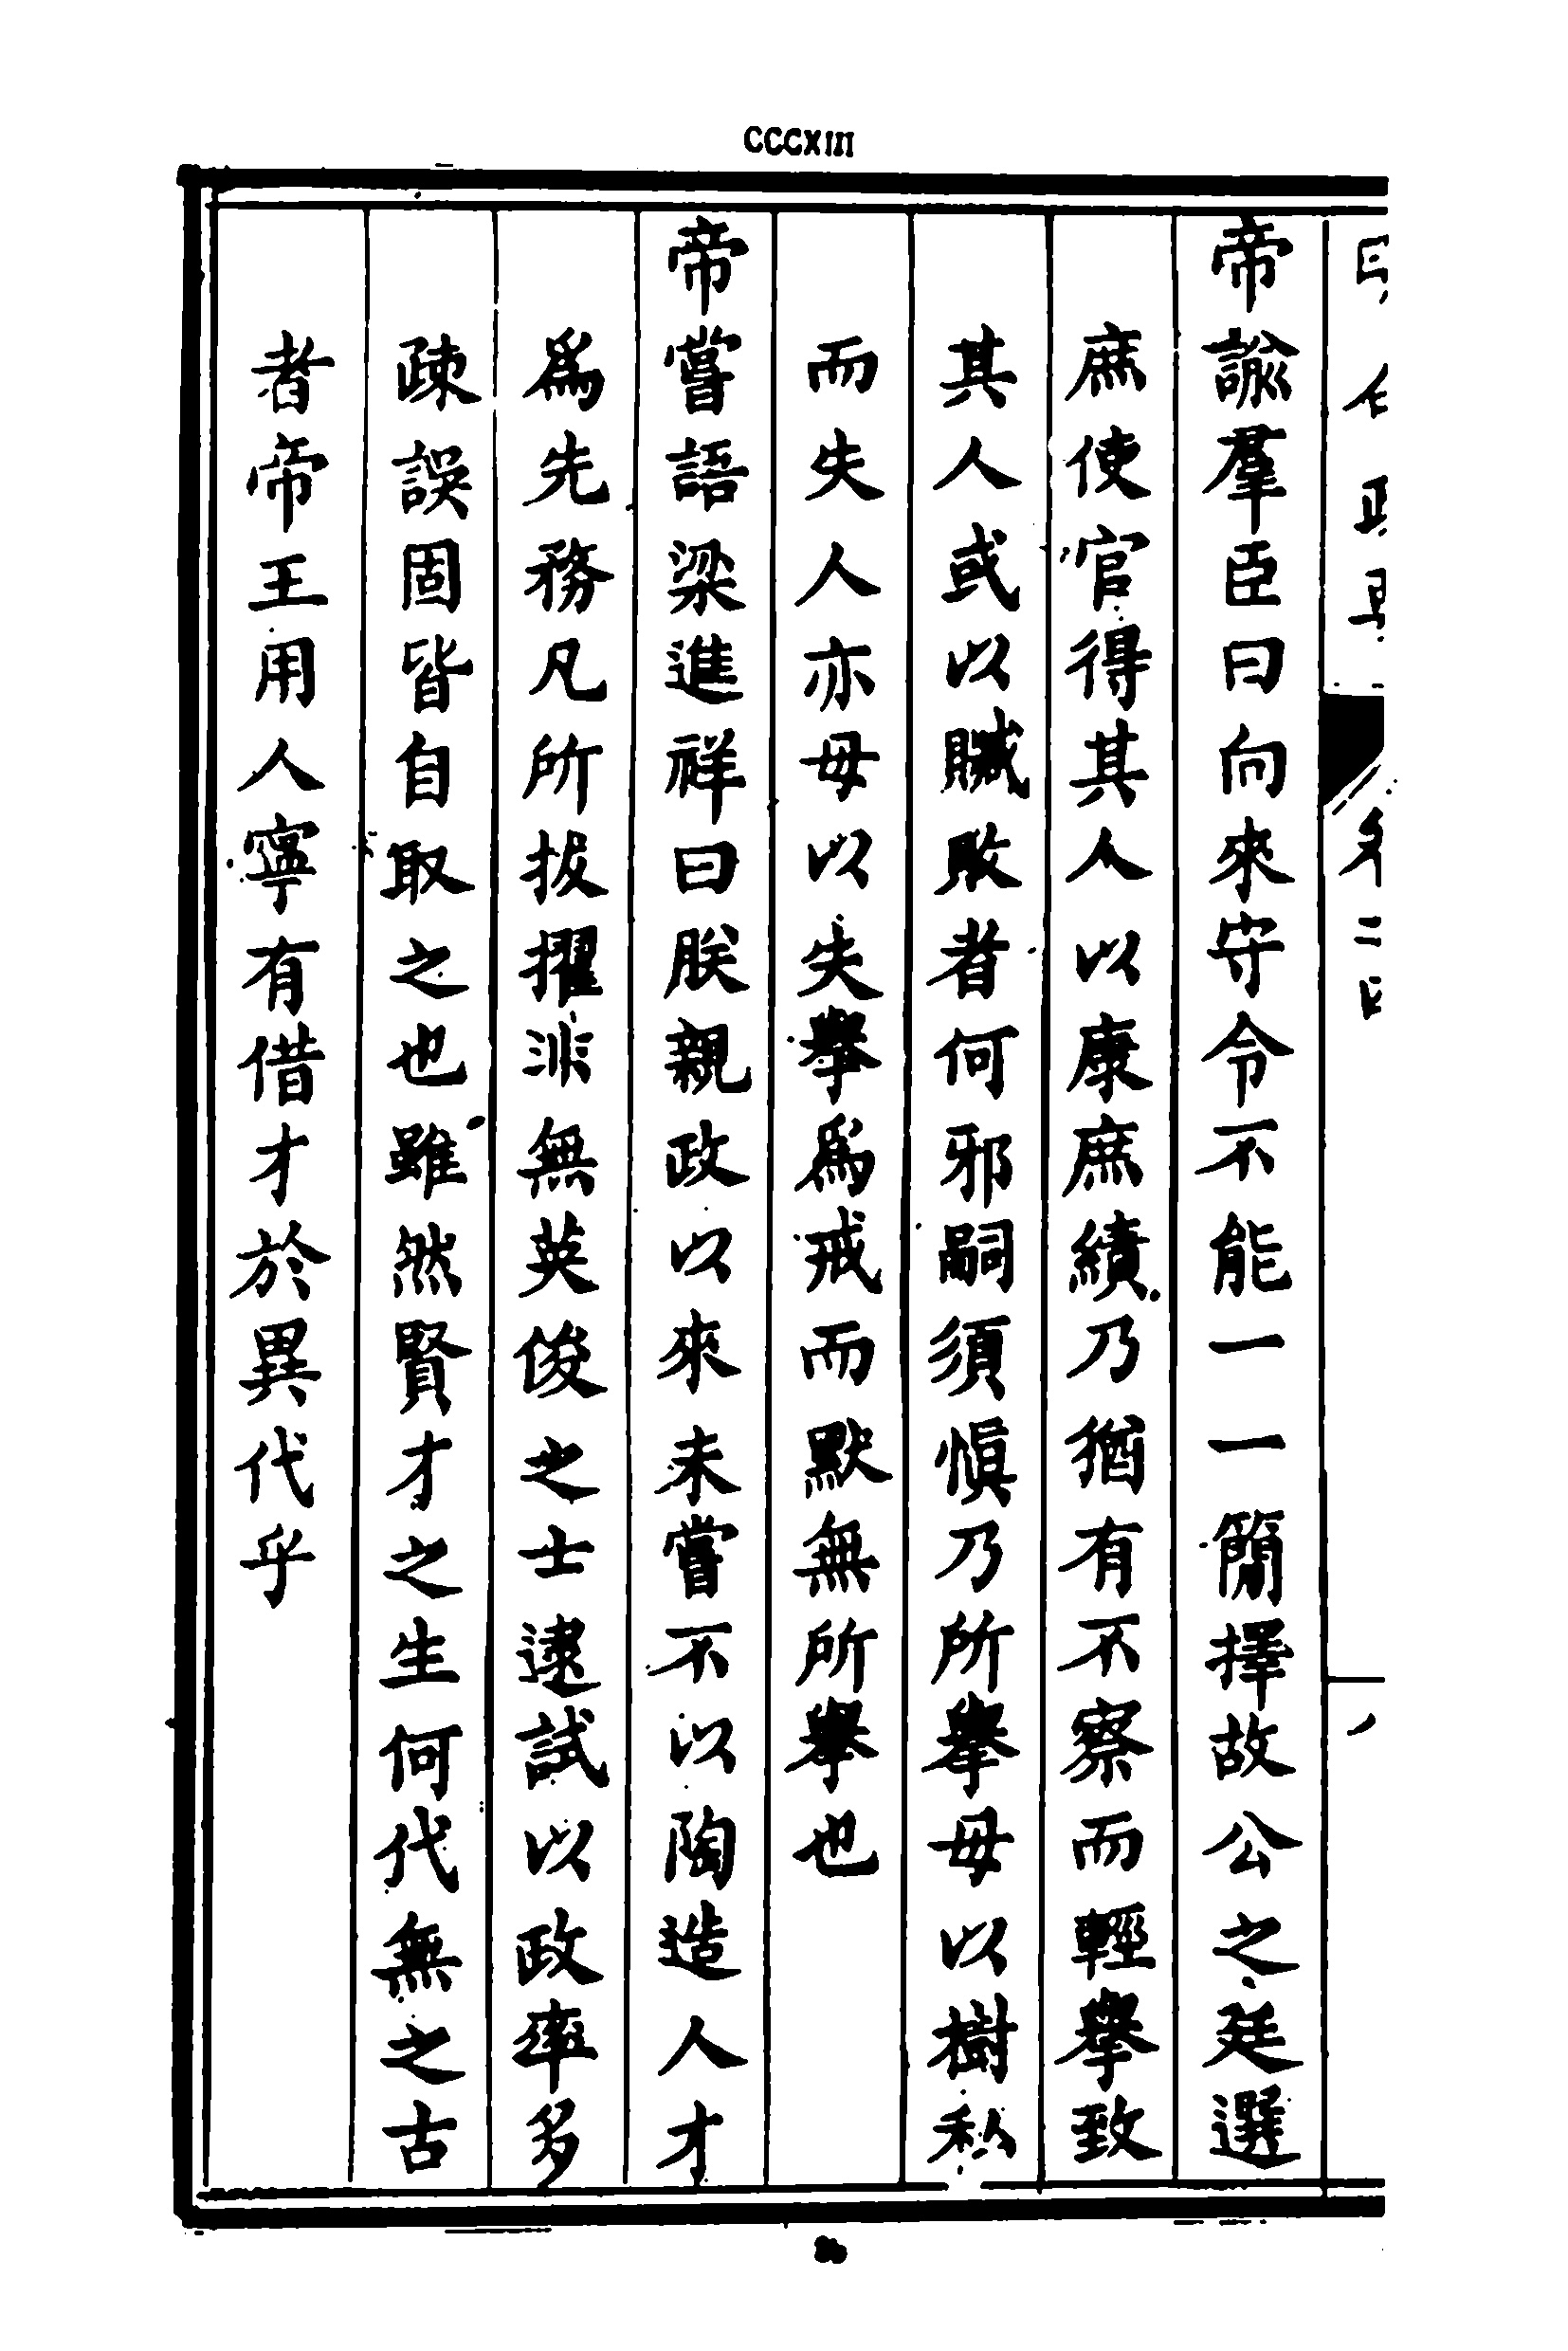 CCCXIII
帝諭羣臣曰向來守令不能一一簡擇故公之廷選
庶使官得其人以康庶績乃猶有不察而輕舉致
其人或以贓敗者何邪嗣須愼乃所舉毋以樹私
而失人亦毋以失舉爲戒而默無所舉也
帝嘗語梁進祥曰朕親政以來未嘗不以陶造人才
爲先務凡所拔擢非無英俊之士逮試以政率多
疎誤固皆自取之也雖然賢才之生何代無之古
者帝王用人寧有借才於異代乎